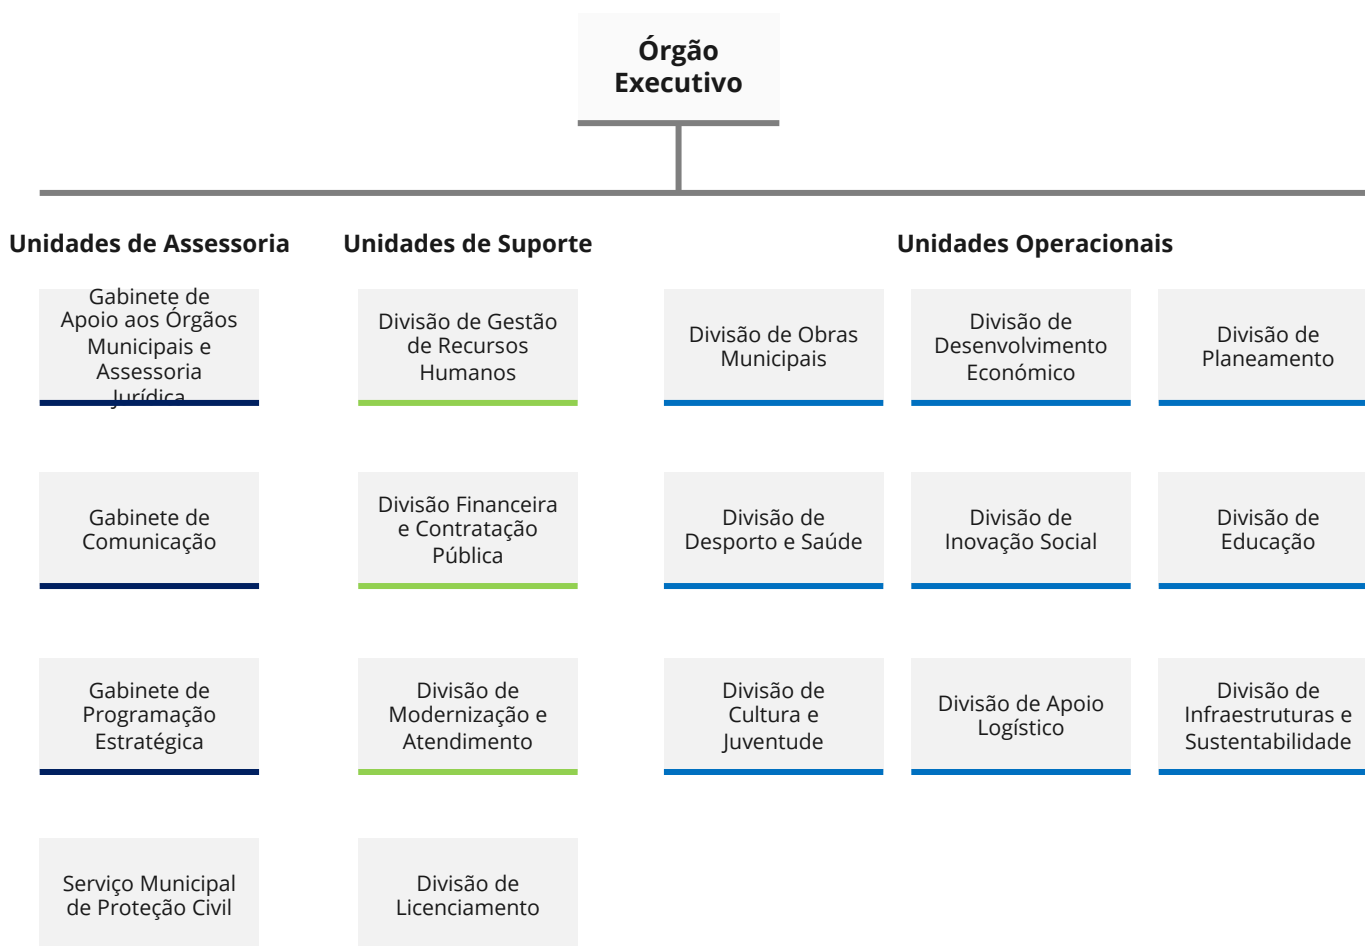 Órgão
Executivo
Unidades de Assessoria
Gabinete de
Apoio aos Órgãos
Municipais e
Assessoria
Jurídica
Gabinete de
Comunicação
Gabinete de
Programação
Estratégica
Serviço Municipal
de Proteção Civil
Unidades de Suporte
Divisão de Gestão
de Recursos
Humanos
Divisão Financeira
e Contratação
Pública
Divisão de
Modernização e
Atendimento
Divisão de
Licenciamento
Unidades Operacionais
Divisão de Obras
Municipais
Divisão de
Desenvolvimento
Económico
Divisão de
Planeamento
Divisão de
Desporto e Saúde
Divisão de
Inovação Social
Divisão de
Educação
Divisão de
Cultura e
Juventude
Divisão de Apoio
Logístico
Divisão de
Infraestruturas e
Sustentabilidade